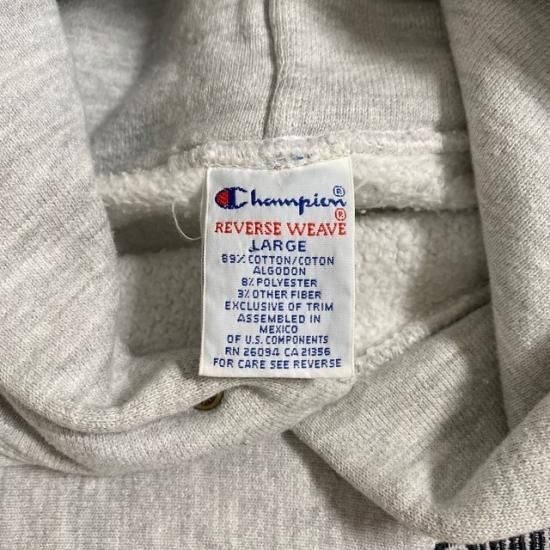 Champion®
®
REVERSE WEAVE
LARGE
89% COTTON/COTON
ALGODON
8% POLYESTER
3% OTHER FIBER
EXCLUSIVE OF TRIM
ASSEMBLED IN
MEXICO
OF U.S. COMPONENTS
RN 26094 CA 21356
FOR CARE SEE REVERSE